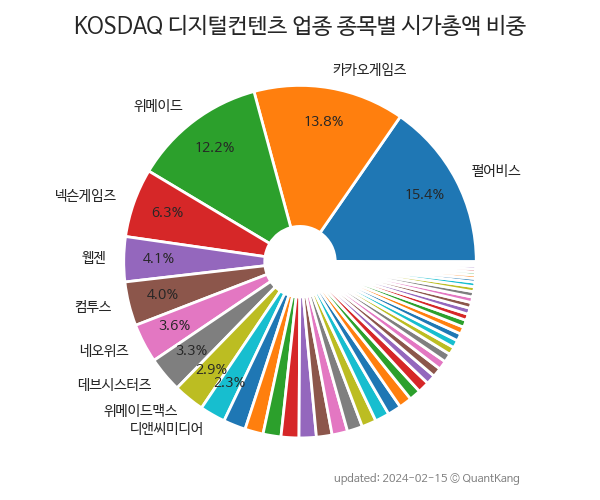 KOSDAQ 디지털컨텐츠 업종 종목별 시가총액 비중
카카오게임즈
위메이드
13.8%
12.2%
펄어비스
15.4%
넥슨게임즈
6.3%
웹젠
4.1%
4.0%
컴투스
3.6%
네오위즈
3.3%
데브시스터즈
2.9%
2.3%
위메이드맥스
디앤씨미디어
updated: 2024-02-15 © QuantKang